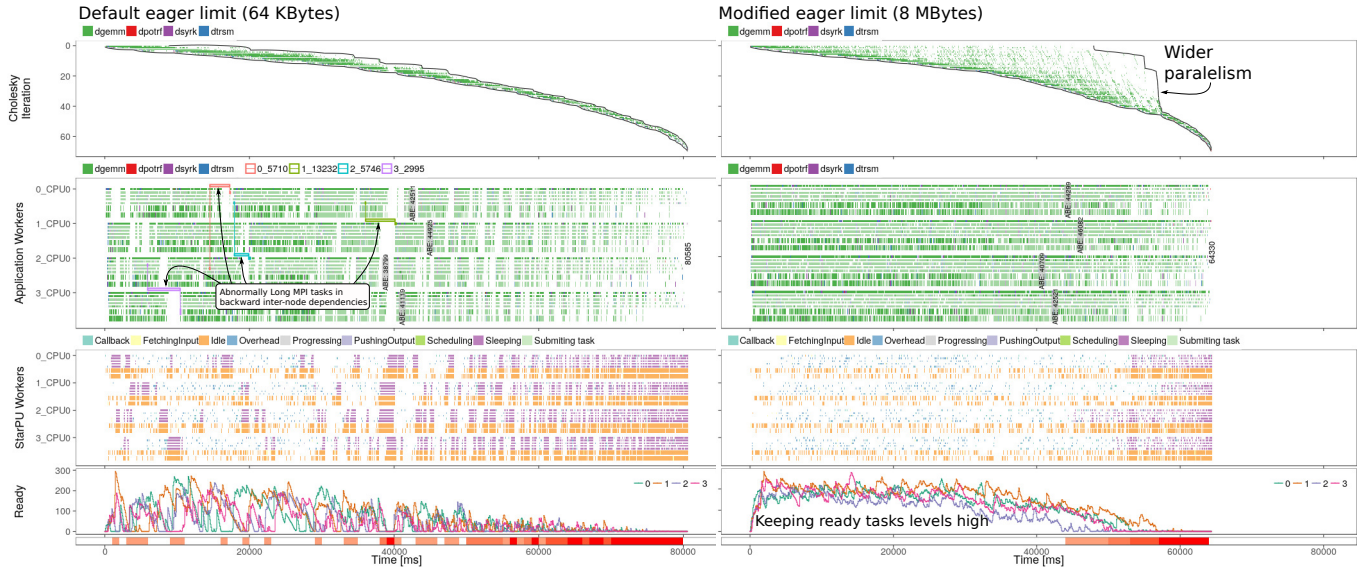 Default eager limit (64 KBytes)
dgemm dpotrf dsyrk dtrsm
Cholesky
Iteration
0
20
40
60
dgemm dpotrf dsyrk dtrsm 0_5710 1_13232 2_5746 3_2995
Application Workers
0_CPU0
1_CPU0
2_CPU0
3_CPU0
ABE: 44925
ABE: 38799
80585
Abnormally Long MPI tasks in
backward inter-node dependencies
Callback FetchingInput Idle Overhead Progressing PushingOutput Scheduling Sleeping Submiting task
StarPU Workers
0_CPU0
1_CPU0
2_CPU0
3_CPU0
Ready
300
200
100
0
0 1 2 3
0 20000 40000 60000 80000
Time [ms]
Modified eager limit (8 MBytes)
dgemm dpotrf dsyrk dtrsm
Wider
paralelism
dgemm dpotrf dsyrk dtrsm
64330
Callback FetchingInput Idle Overhead Progressing PushingOutput Scheduling Sleeping Submiting task
0 1 2 3
Keeping ready tasks levels high
0 20000 40000 60000 80000
Time [ms]